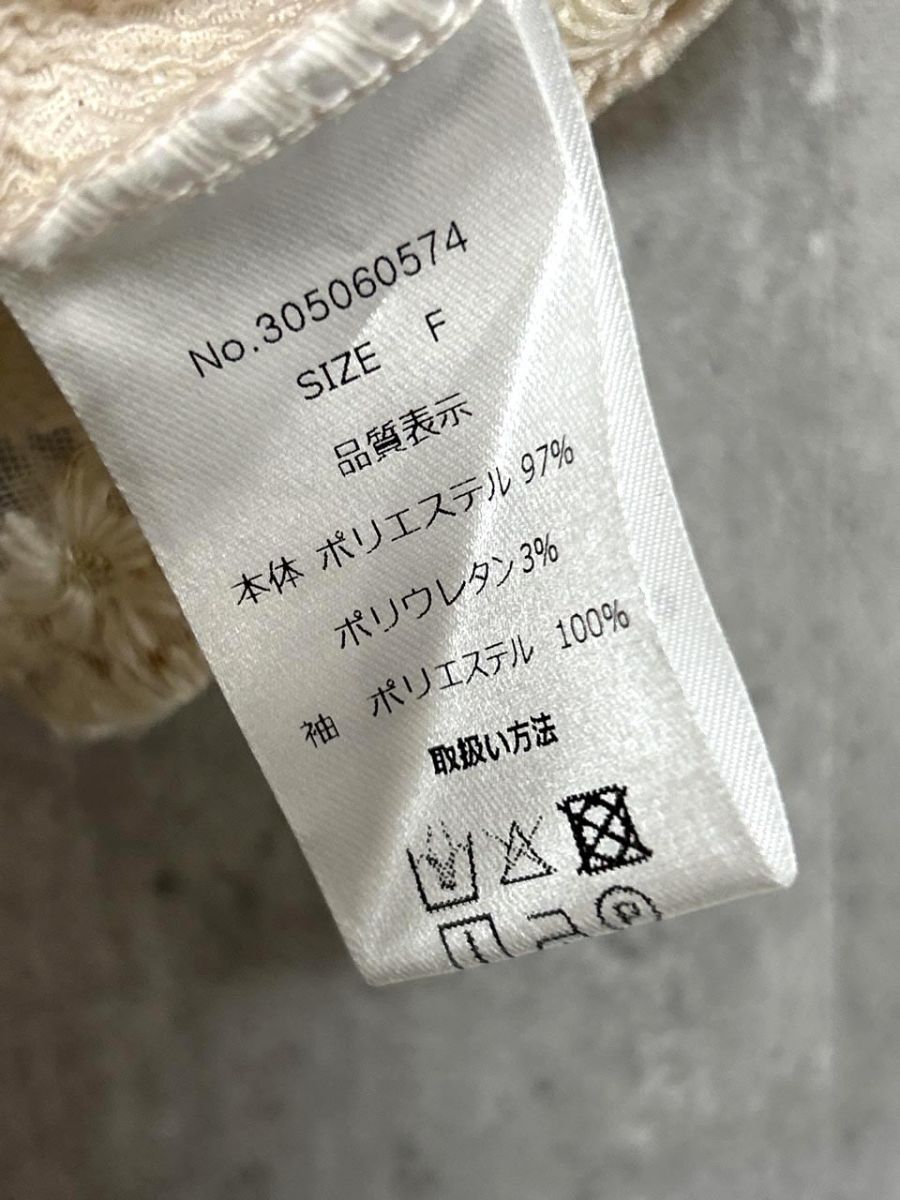 No.305060574
SIZE F
品質表示
本体 ポリエステル 97%
ポリウレタン 3%
袖 ポリエステル 100%
取扱い方法